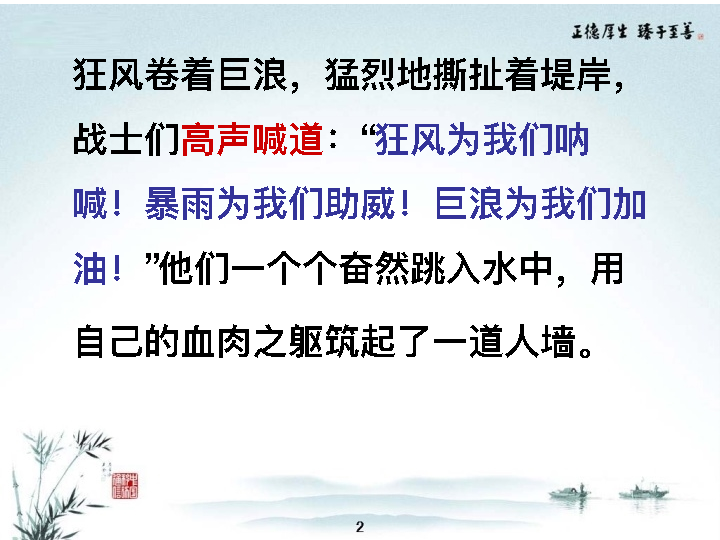 正德厚生 臻于至善
狂风卷着巨浪，猛烈地撕扯着堤岸，
战士们高声喊道：“狂风为我们呐
喊！暴雨为我们助威！巨浪为我们加
油！”他们一个个奋然跳入水中，用
自己的血肉之躯筑起了一道人墙。
2